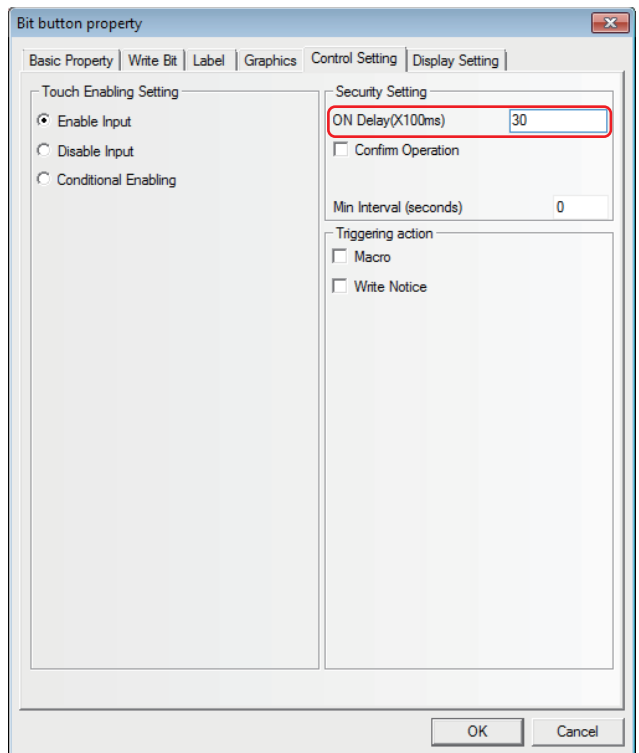 Bit button property
Basic Property Write Bit Label Graphics Control Setting Display Setting
Touch Enabling Setting
Enable Input
Disable Input
Conditional Enabling
Security Setting
ON Delay(X100ms) 30
Confirm Operation
Min Interval (seconds) 0
Triggering action
Macro
Write Notice
OK Cancel